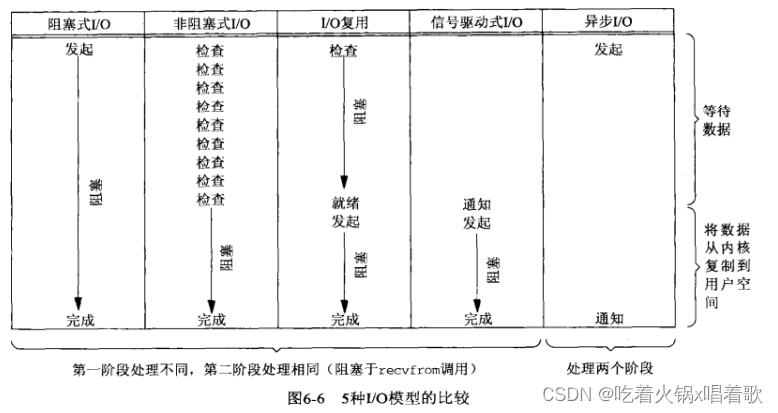 阻塞式I/O 非阻塞式I/O I/O复用 信号驱动式I/O 异步I/O
发起 检查 检查 发起
检查
检查
检查
检查
检查
检查
检查
检查
阻塞
阻塞
等待
数据
就绪 通知
发起 发起
阻塞
阻塞
阻塞
将数据
从内核
复制到
用户空
间
完成 完成 完成 完成 通知
第一阶段处理不同，第二阶段处理相同（阻塞于recvfrom调用） 处理两个阶段
图6-6 5种I/O模型的比较
CSDN @吃着火锅x唱着歌